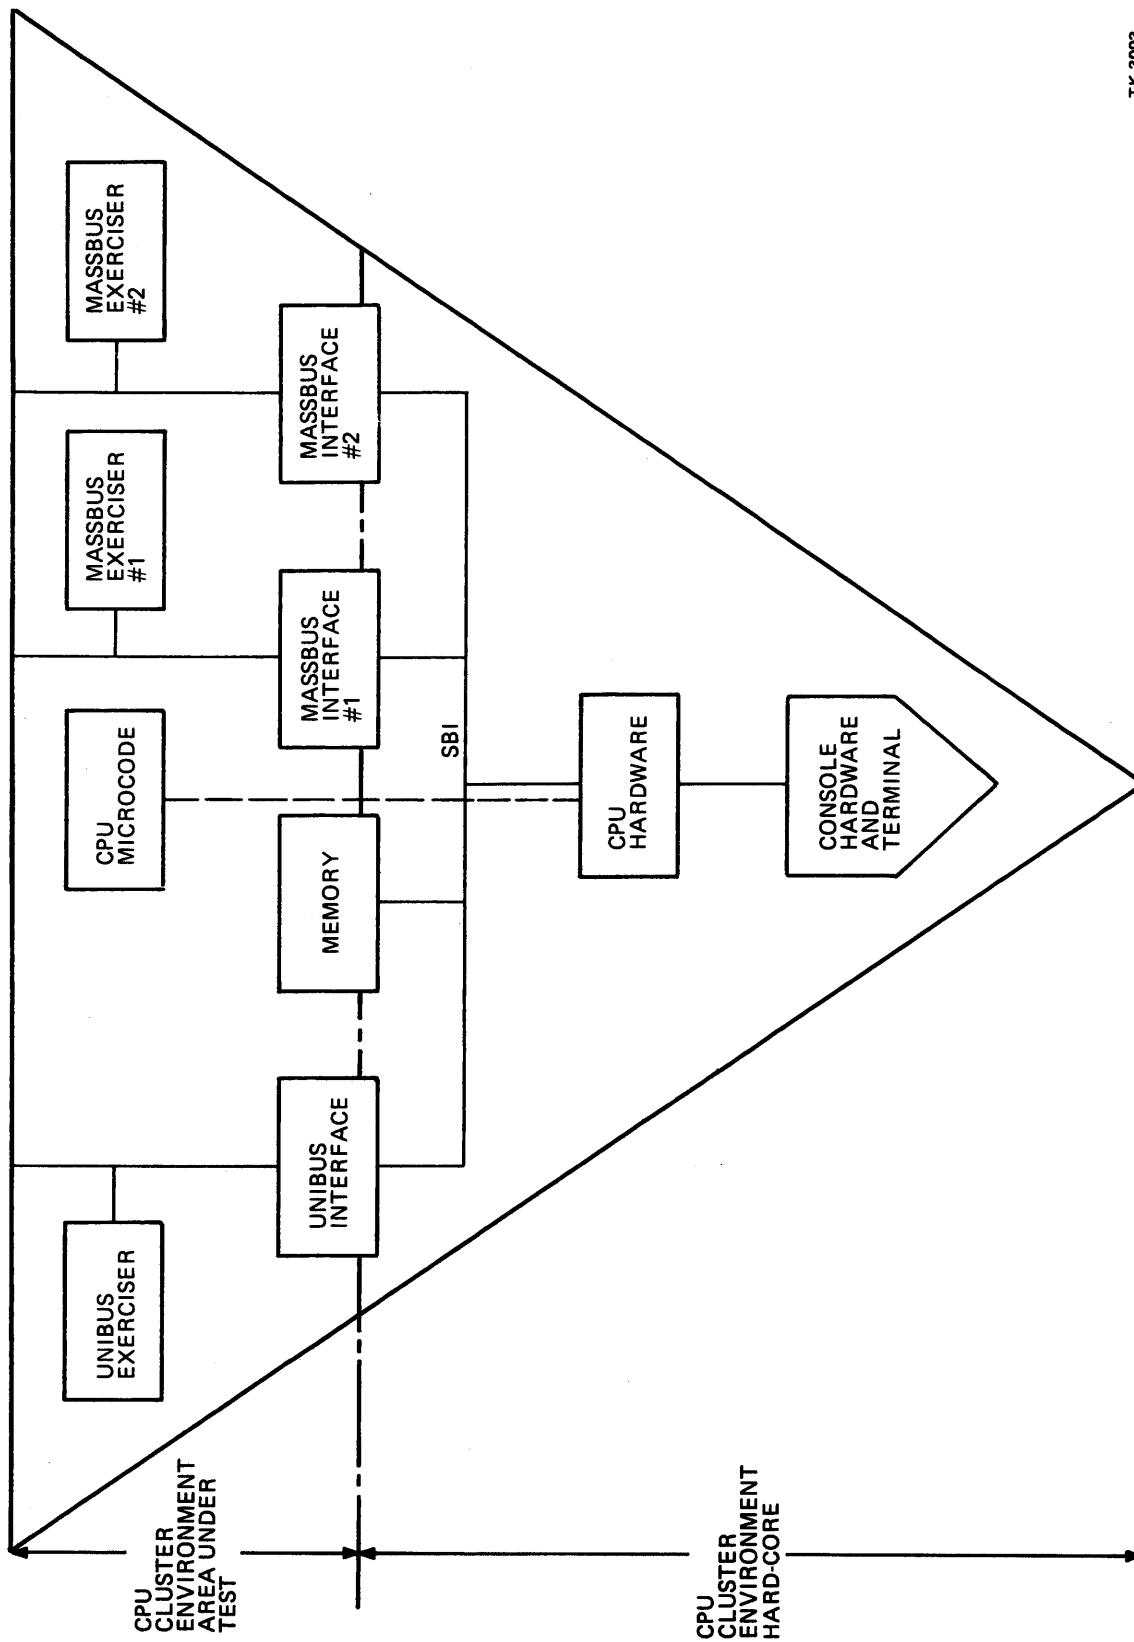 UNIBUS
EXERCISER
CPU
MICROCODE
MASSBUS
EXERCISER
#1
MASSBUS
EXERCISER
#2
CPU
CLUSTER
ENVIRONMENT
AREA UNDER
TEST
UNIBUS
INTERFACE
MEMORY
MASSBUS
INTERFACE
#1
MASSBUS
INTERFACE
#2
SBI
CPU
HARDWARE
CPU
CLUSTER
ENVIRONMENT
HARD-CORE
CONSOLE
HARDWARE
AND
TERMINAL